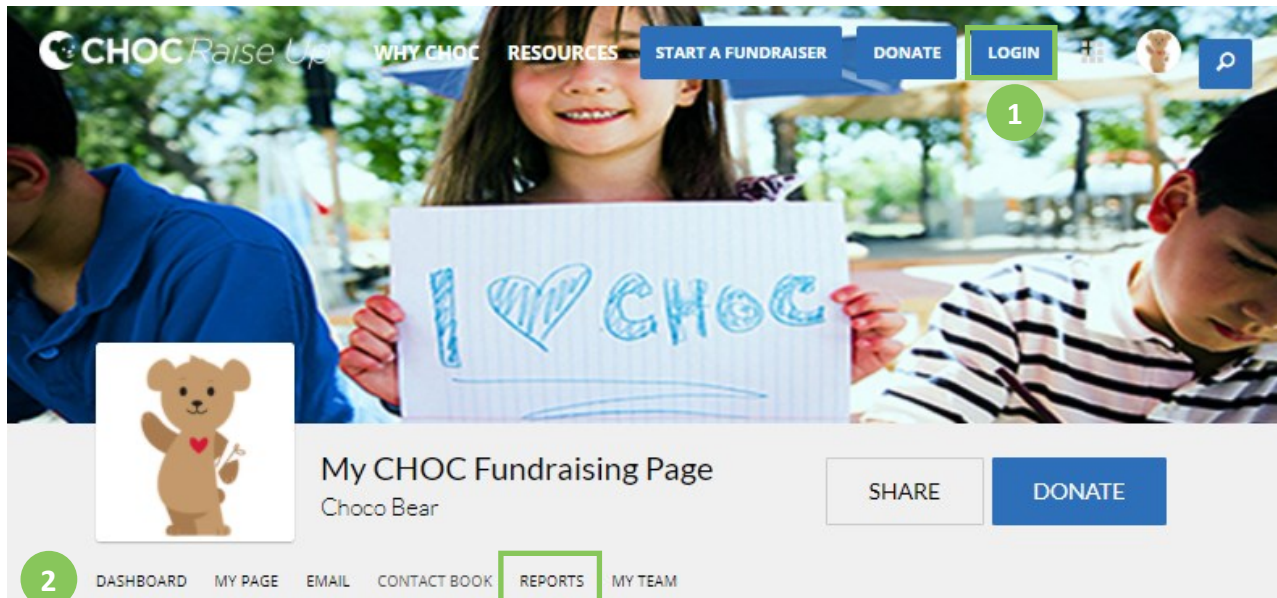 CHOC Raise Up WHY CHOC RESOURCES START A FUNDRAISER DONATE LOGIN
1
I CHOC
My CHOC Fundraising Page
Choco Bear
SHARE DONATE
2 DASHBOARD MY PAGE EMAIL CONTACT BOOK REPORTS MY TEAM